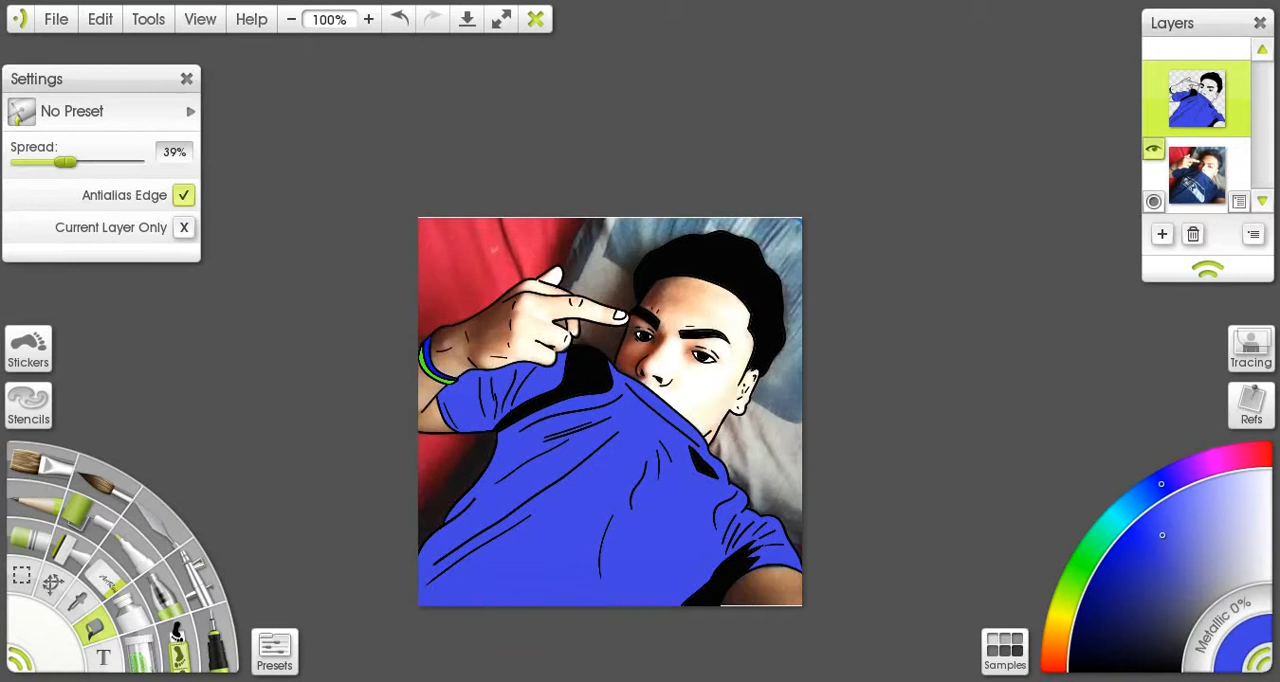 File Edit Tools View Help − 100% +
Layers
Settings
No Preset
Spread: 39%
Antialias Edge
Current Layer Only X
Stickers
Stencils
Tracing
Refs
Metallic 0%
T
Presets
Samples